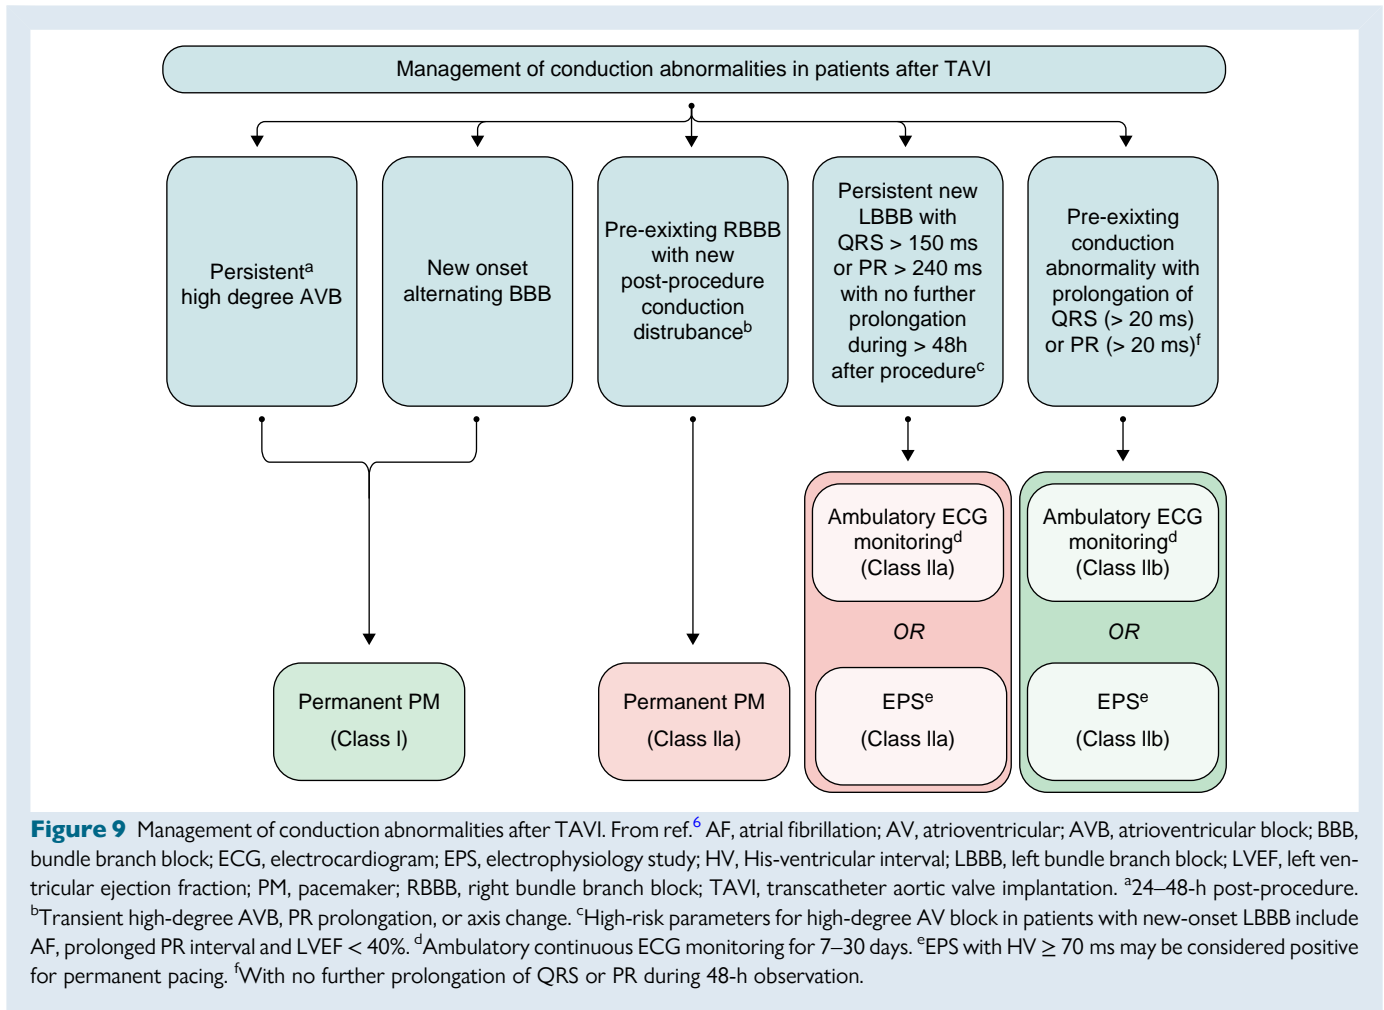 Management of conduction abnormalities in patients after TAVI
Persistentᵃ
high degree AVB
New onset
alternating BBB
Pre-exixting RBBB
with new
post-procedure
conduction
distrubanceᵇ
Persistent new
LBBB with
QRS > 150 ms
or PR > 240 ms
with no further
prolongation
during > 48h
after procedureᶜ
Pre-exixting
conduction
abnormality with
prolongation of
QRS (> 20 ms)
or PR (> 20 ms)ᶠ
Permanent PM
(Class I)
Permanent PM
(Class IIa)
Ambulatory ECG
monitoringᵈ
(Class IIa)
OR
EPSᵉ
(Class IIa)
Ambulatory ECG
monitoringᵈ
(Class IIb)
OR
EPSᵉ
(Class IIb)
Figure 9 Management of conduction abnormalities after TAVI. From ref.⁶ AF, atrial fibrillation; AV, atrioventricular; AVB, atrioventricular block; BBB,
bundle branch block; ECG, electrocardiogram; EPS, electrophysiology study; HV, His-ventricular interval; LBBB, left bundle branch block; LVEF, left ven-
tricular ejection fraction; PM, pacemaker; RBBB, right bundle branch block; TAVI, transcatheter aortic valve implantation. ᵃ24–48-h post-procedure.
ᵇTransient high-degree AVB, PR prolongation, or axis change. ᶜHigh-risk parameters for high-degree AV block in patients with new-onset LBBB include
AF, prolonged PR interval and LVEF < 40%. ᵈAmbulatory continuous ECG monitoring for 7–30 days. ᵉEPS with HV ≥ 70 ms may be considered positive
for permanent pacing. ᶠWith no further prolongation of QRS or PR during 48-h observation.